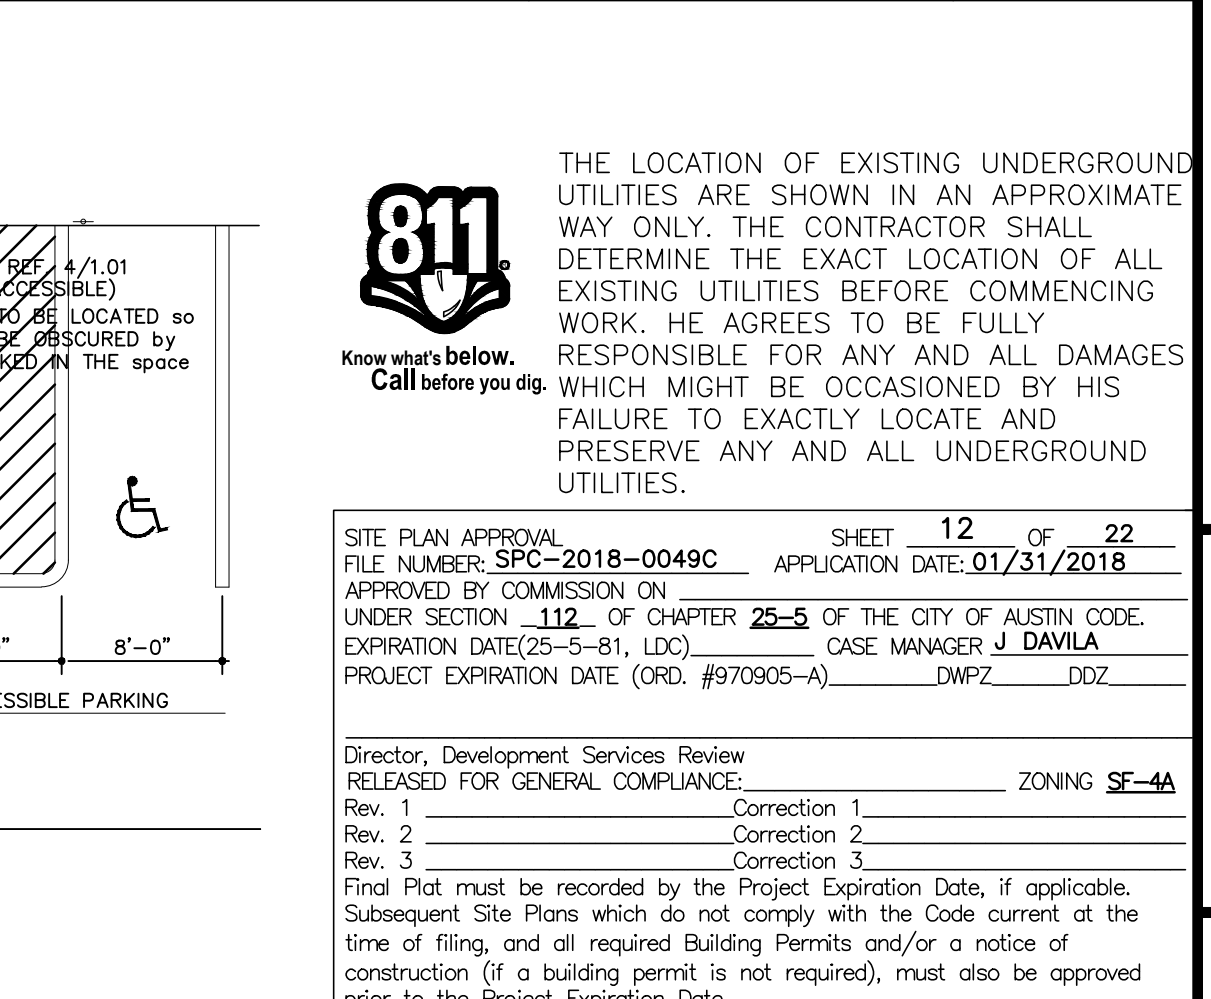 REF 4/1.01
CCESSIBLE)
TO BE LOCATED so
BE OBSCURED by
KED IN THE space
8'-0"
ESSIBLE PARKING
811
Know what's below.
Call before you dig.
THE LOCATION OF EXISTING UNDERGROUND
UTILITIES ARE SHOWN IN AN APPROXIMATE
WAY ONLY. THE CONTRACTOR SHALL
DETERMINE THE EXACT LOCATION OF ALL
EXISTING UTILITIES BEFORE COMMENCING
WORK. HE AGREES TO BE FULLY
RESPONSIBLE FOR ANY AND ALL DAMAGES
WHICH MIGHT BE OCCASIONED BY HIS
FAILURE TO EXACTLY LOCATE AND
PRESERVE ANY AND ALL UNDERGROUND
UTILITIES.
SITE PLAN APPROVAL SHEET 12 OF 22
FILE NUMBER: SPC-2018-0049C APPLICATION DATE: 01/31/2018
APPROVED BY COMMISSION ON
UNDER SECTION 112 OF CHAPTER 25-5 OF THE CITY OF AUSTIN CODE.
EXPIRATION DATE(25-5-81, LDC) CASE MANAGER J DAVILA
PROJECT EXPIRATION DATE (ORD. #970905-A) DWPZ DDZ
Director, Development Services Review
RELEASED FOR GENERAL COMPLIANCE: ZONING SF-4A
Rev. 1 Correction 1
Rev. 2 Correction 2
Rev. 3 Correction 3
Final Plat must be recorded by the Project Expiration Date, if applicable.
Subsequent Site Plans which do not comply with the Code current at the
time of filing, and all required Building Permits and/or a notice of
construction (if a building permit is not required), must also be approved
prior to the Project Expiration Date.